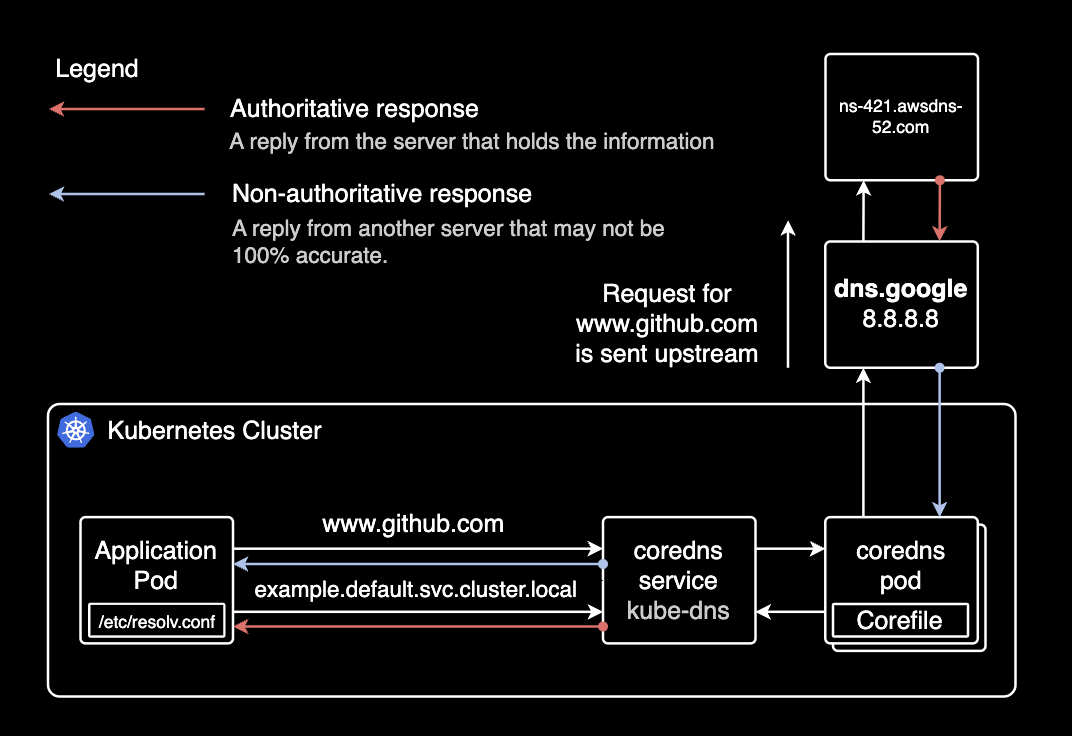 Legend
Authoritative response
A reply from the server that holds the information
Non-authoritative response
A reply from another server that may not be
100% accurate.
ns-421.awsdns-
52.com
dns.google
8.8.8.8
Request for
www.github.com
is sent upstream
Kubernetes Cluster
Application
Pod
/etc/resolv.conf
www.github.com
example.default.svc.cluster.local
coredns
service
kube-dns
coredns
pod
Corefile